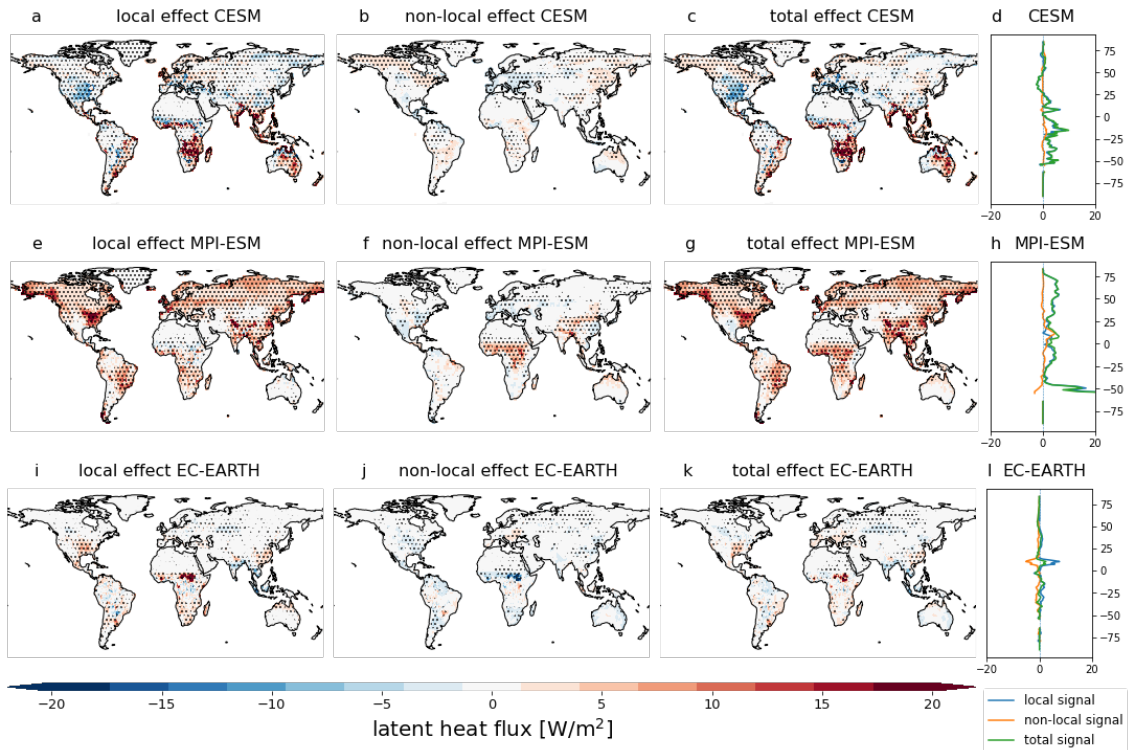 a local effect CESM b non-local effect CESM c total effect CESM d CESM
75
50
25
0
−25
−50
−75
−20 0 20
e local effect MPI-ESM f non-local effect MPI-ESM g total effect MPI-ESM h MPI-ESM
75
50
25
0
−25
−50
−75
−20 0 20
i local effect EC-EARTH j non-local effect EC-EARTH k total effect EC-EARTH l EC-EARTH
75
50
25
0
−25
−50
−75
−20 0 20
−20 −15 −10 −5 0 5 10 15 20
latent heat flux [W/m²]
local signal
non-local signal
total signal